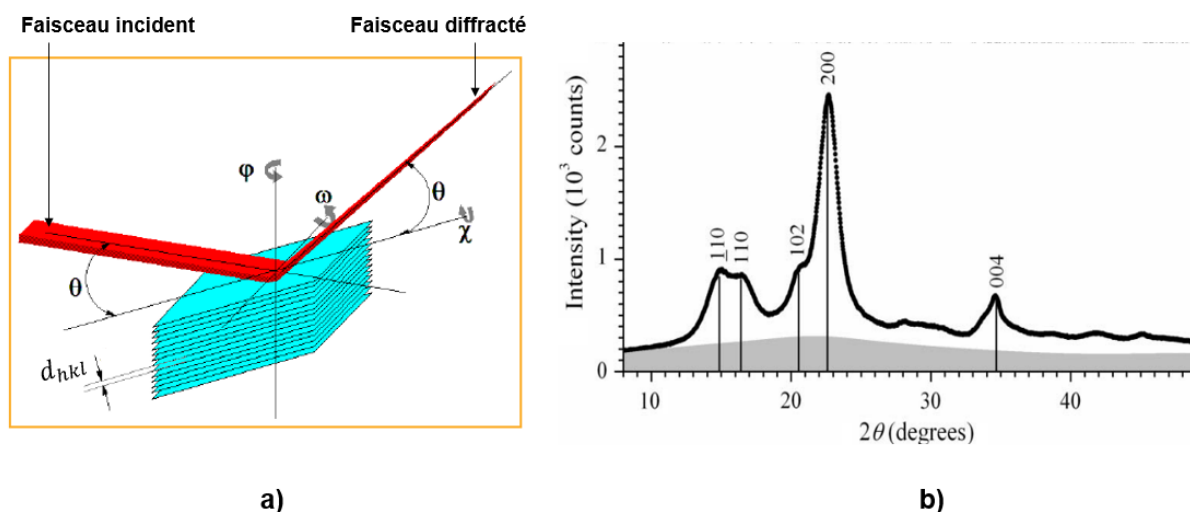 Faisceau incident
Faisceau diffracté
φ
ω
θ
χ
θ
d_hkl
a)
Intensity (10³ counts)
2
1
0
1̲10
110
102
200
004
10
20
30
40
2θ (degrees)
b)